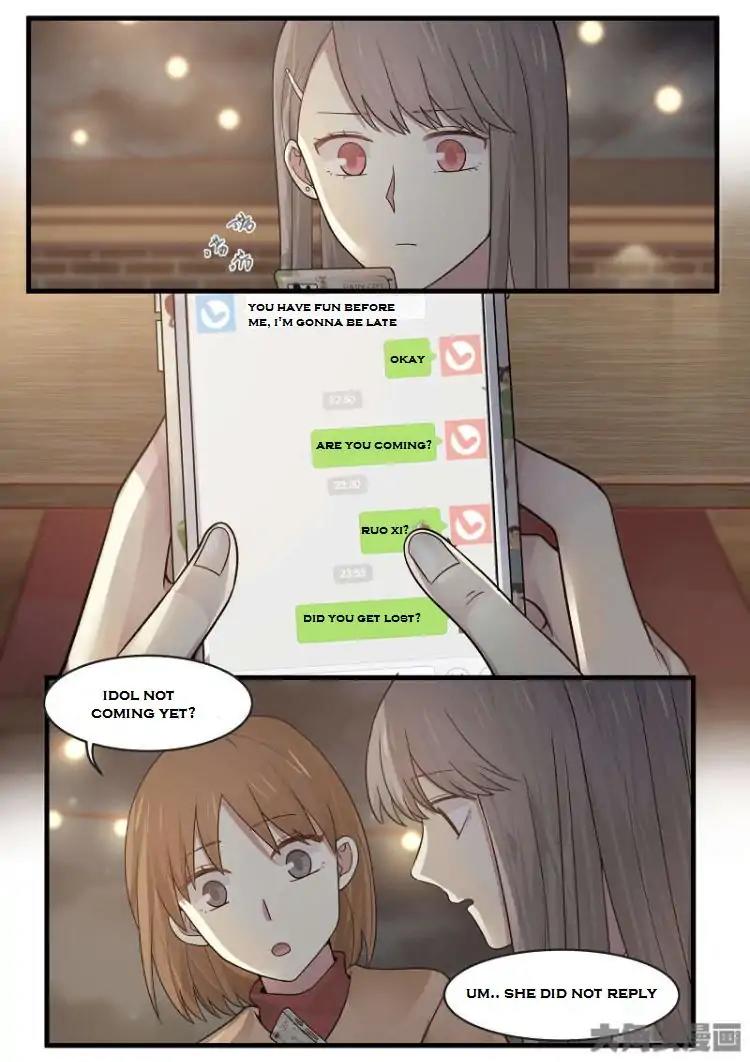 YOU HAVE FUN BEFORE
ME, I'M GONNA BE LATE
OKAY
ARE YOU COMING?
RUO XI?
DID YOU GET LOST?
IDOL NOT
COMING YET?
UM.. SHE DID NOT REPLY